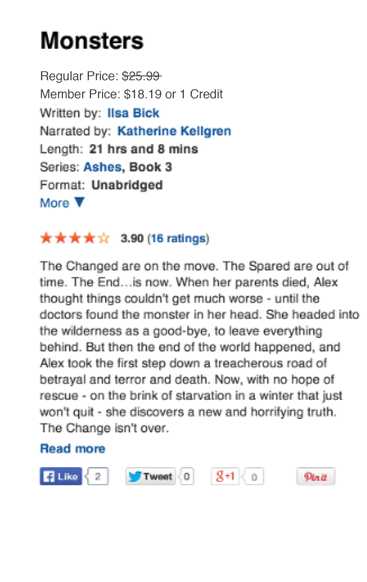 Monsters
Regular Price: $25.99
Member Price: $18.19 or 1 Credit
Written by: Ilsa Bick
Narrated by: Katherine Kellgren
Length: 21 hrs and 8 mins
Series: Ashes, Book 3
Format: Unabridged
More ▼
3.90 (16 ratings)
The Changed are on the move. The Spared are out of
time. The End…is now. When her parents died, Alex
thought things couldn't get much worse - until the
doctors found the monster in her head. She headed into
the wilderness as a good-bye, to leave everything
behind. But then the end of the world happened, and
Alex took the first step down a treacherous road of
betrayal and terror and death. Now, with no hope of
rescue - on the brink of starvation in a winter that just
won't quit - she discovers a new and horrifying truth.
The Change isn't over.
Read more
Like 2 Tweet 0 g+1 0 Pin it